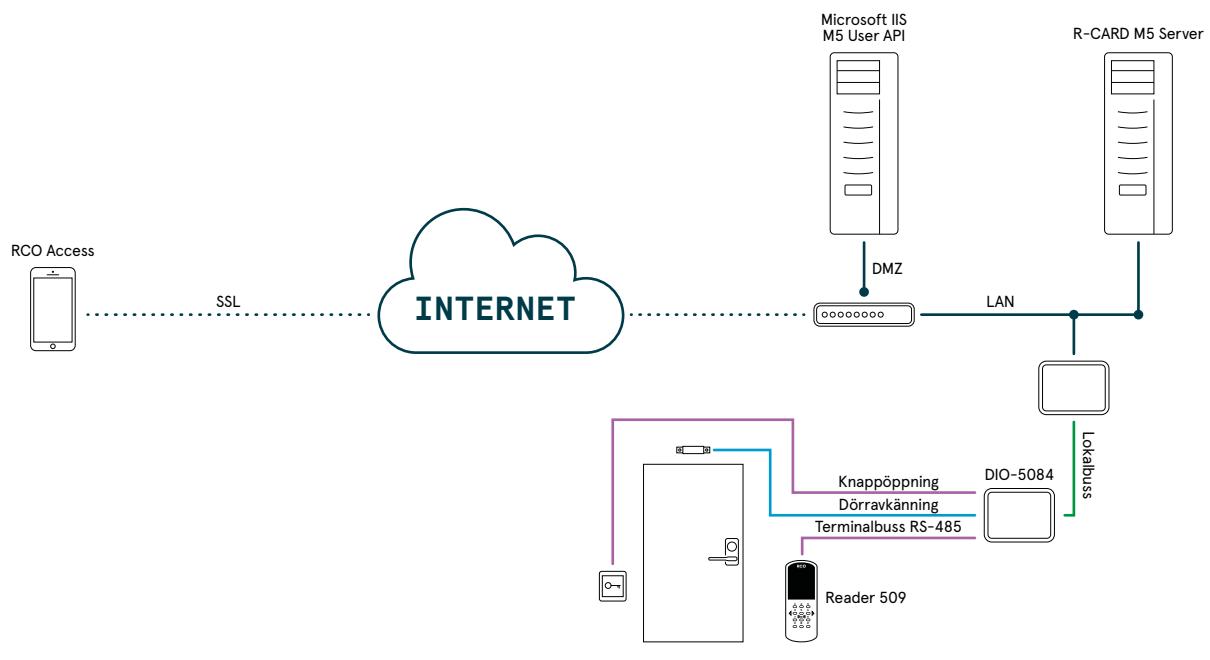 Microsoft IIS
M5 User API
R-CARD M5 Server
RCO Access
DMZ
SSL
INTERNET
LAN
Lokalbuss
DIO-5084
Knappöppning
Dörravkänning
Terminalbuss RS-485
RCO
Reader 509